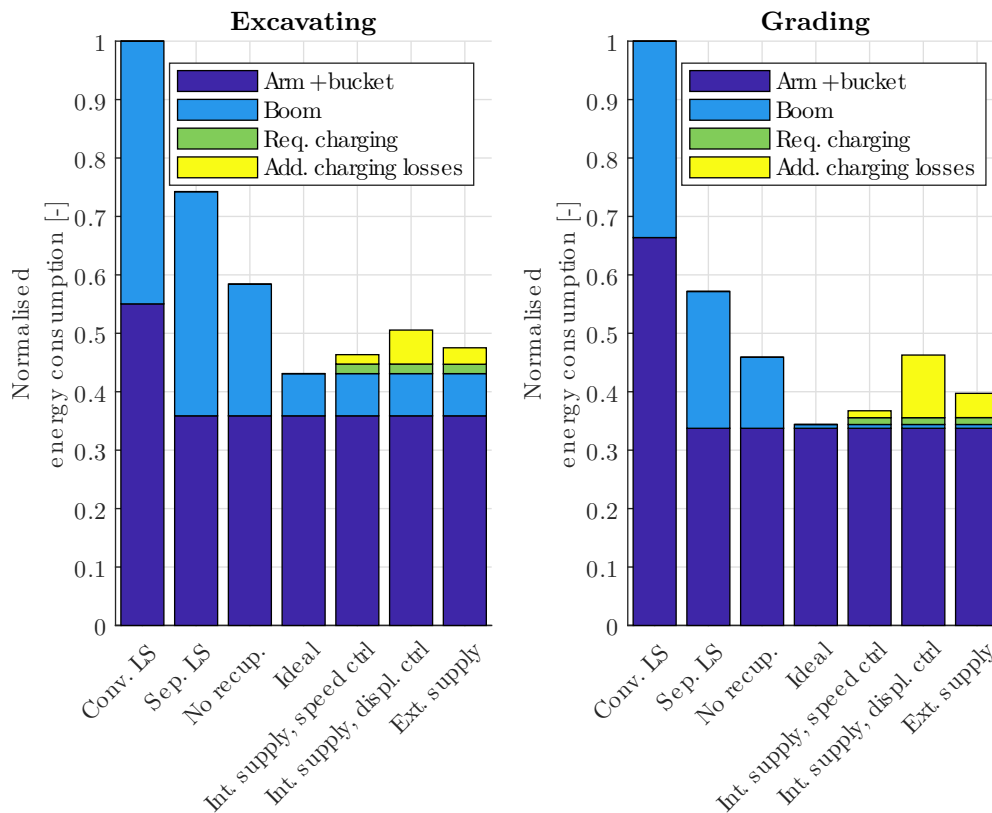 Excavating
Normalised
energy consumption [-]
1
0.9
0.8
0.7
0.6
0.5
0.4
0.3
0.2
0.1
0
Arm+bucket
Boom
Req. charging
Add. charging losses
Conv. LS
Sep. LS
No recup.
Ideal
Int. supply, speed ctrl
Int. supply, displ. ctrl
Ext. supply
Grading
Normalised
energy consumption [-]
1
0.9
0.8
0.7
0.6
0.5
0.4
0.3
0.2
0.1
0
Arm+bucket
Boom
Req. charging
Add. charging losses
Conv. LS
Sep. LS
No recup.
Ideal
Int. supply, speed ctrl
Int. supply, displ. ctrl
Ext. supply